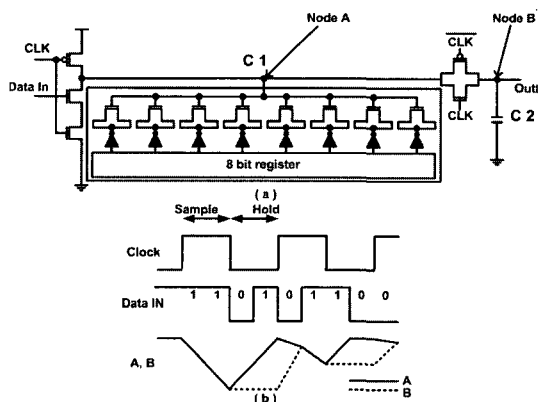 Node A
Node B
CLK
C 1
CLK
Data In
Outl
CLK
C 2
8 bit register
( a )
Sample
Hold
Clock
Data IN
1 1 0 1 0 1 1 0 0
A, B
A
B
( b )